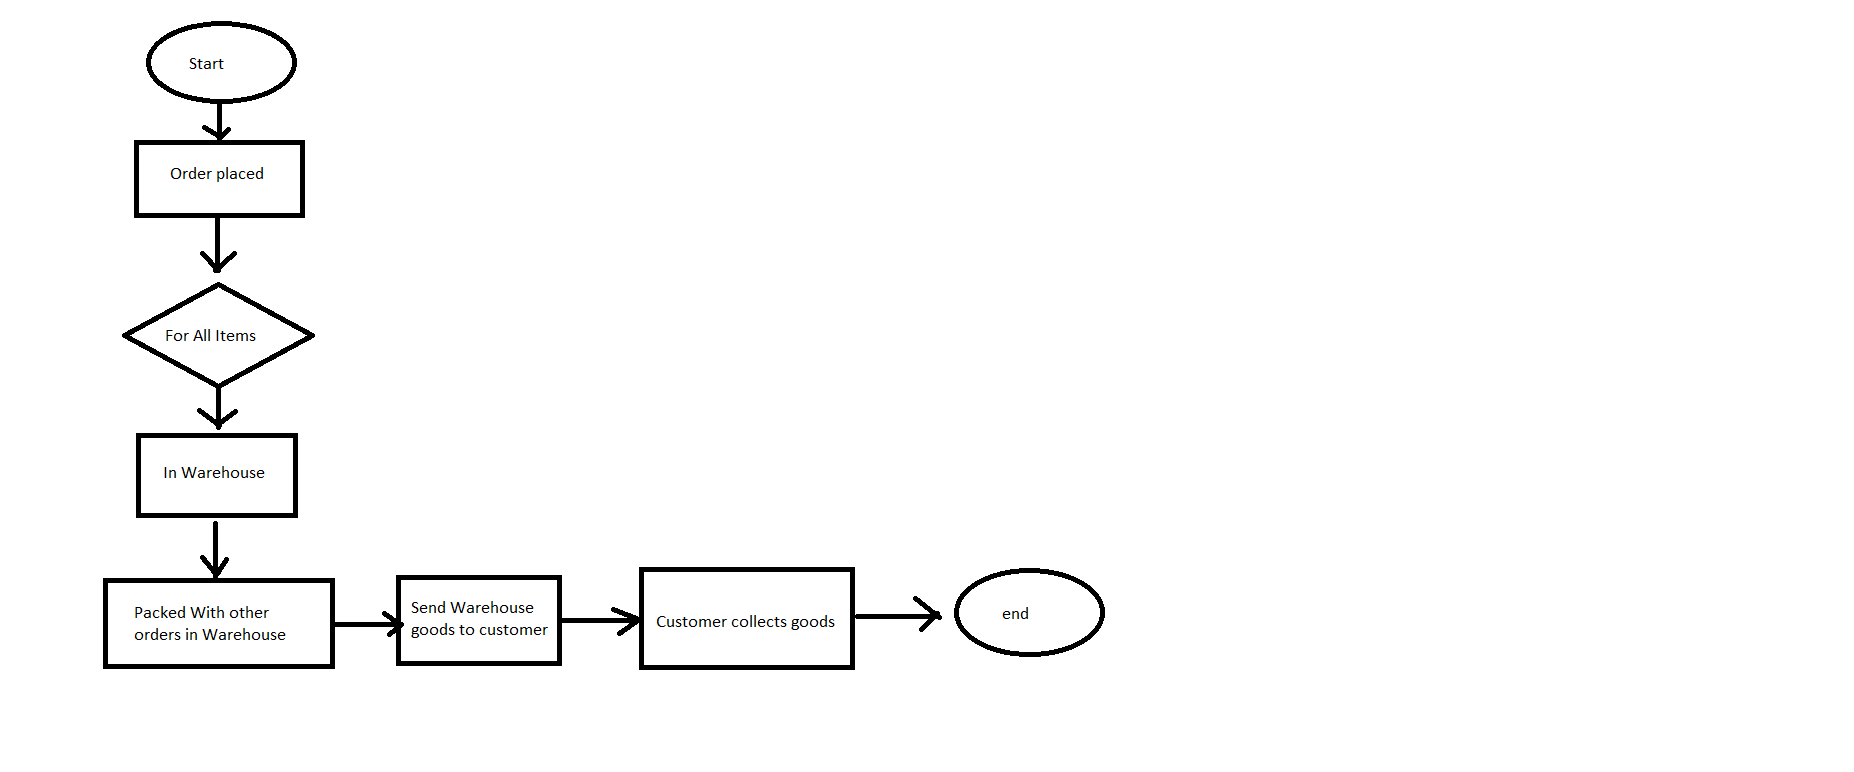 Start
Order placed
For All Items
In Warehouse
Packed With other
orders in Warehouse
Send Warehouse
goods to customer
Customer collects goods
end